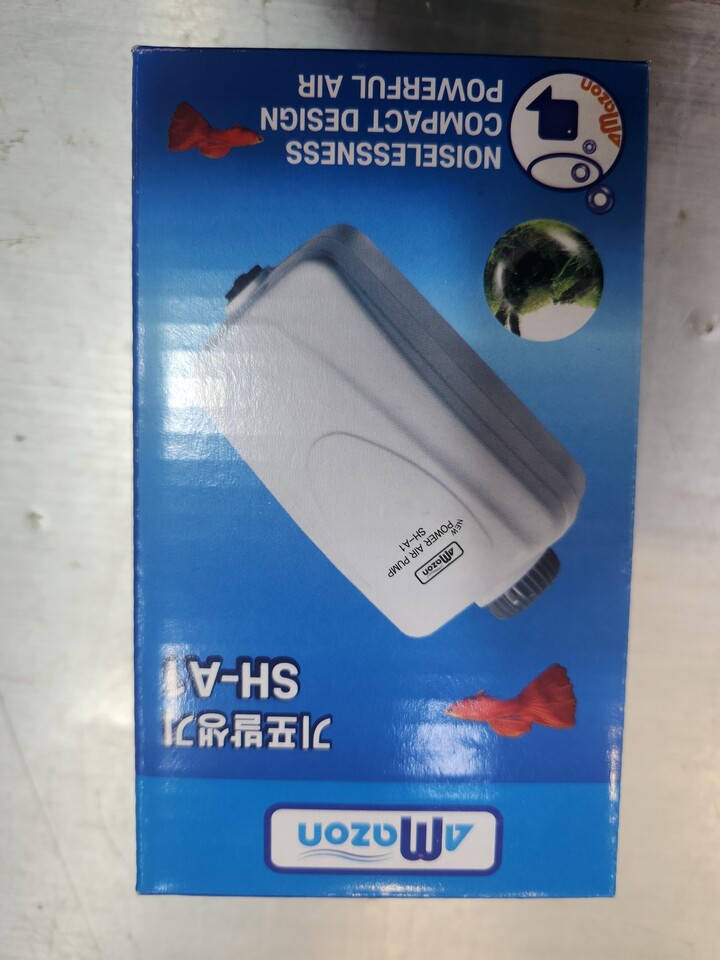 AMazon
기포발생기
SH-A1
AMazon
NEW
"POWER AIR PUMP
SH-A1
AMazon
NOISELESSNESS
COMPACT DESIGN
POWERFUL AIR